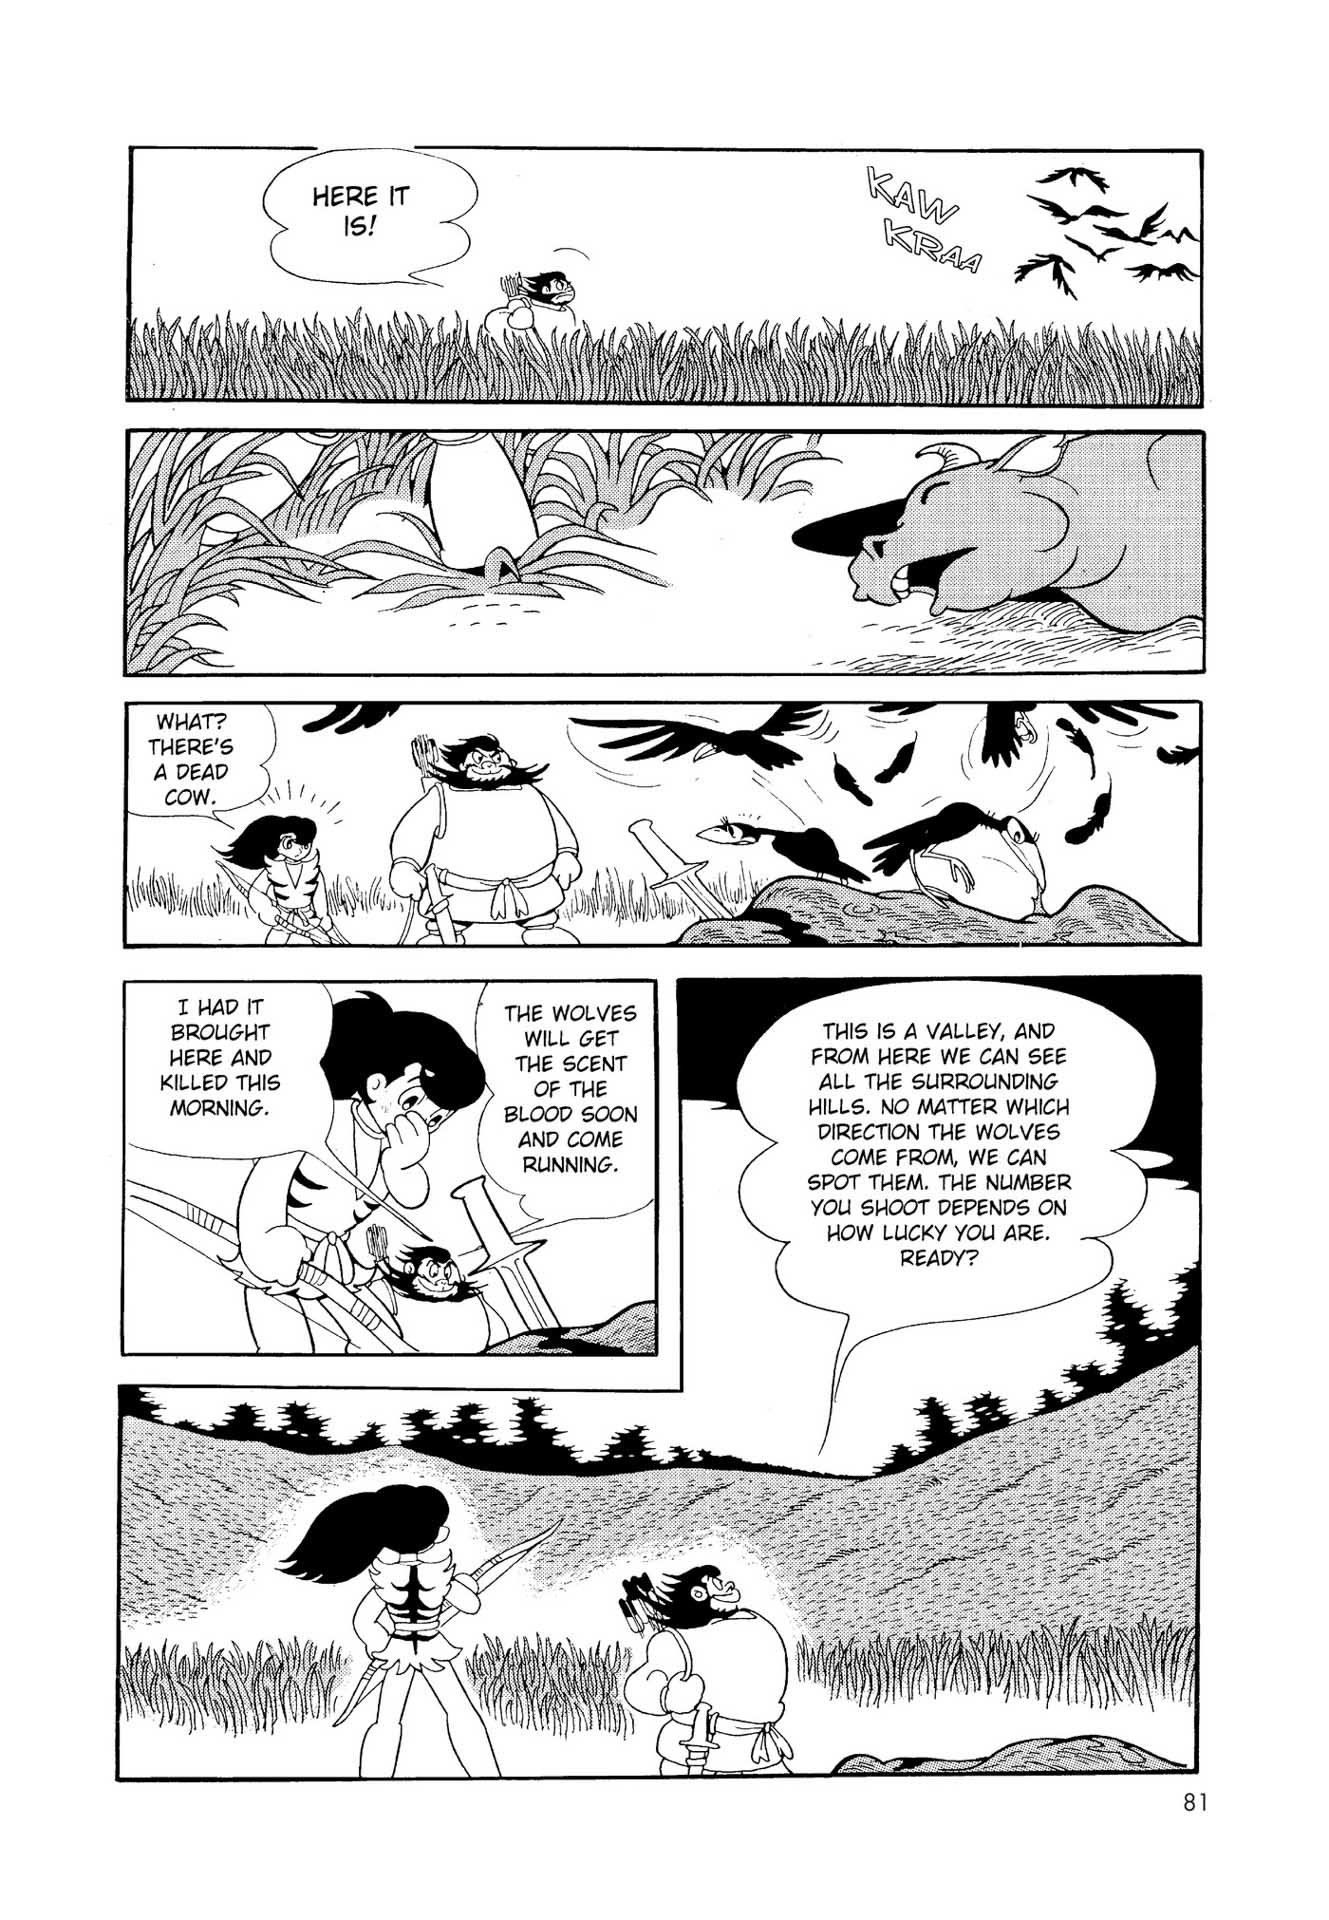 HERE IT
IS!
KAW
KRAA
WHAT?
THERE'S
A DEAD
COW.
I HAD IT
BROUGHT
HERE AND
KILLED THIS
MORNING.
THE WOLVES
WILL GET
THE SCENT
OF THE
BLOOD SOON
AND COME
RUNNING.
THIS IS A VALLEY, AND
FROM HERE WE CAN SEE
ALL THE SURROUNDING
HILLS. NO MATTER WHICH
DIRECTION THE WOLVES
COME FROM, WE CAN
SPOT THEM. THE NUMBER
YOU SHOOT DEPENDS ON
HOW LUCKY YOU ARE.
READY?
81